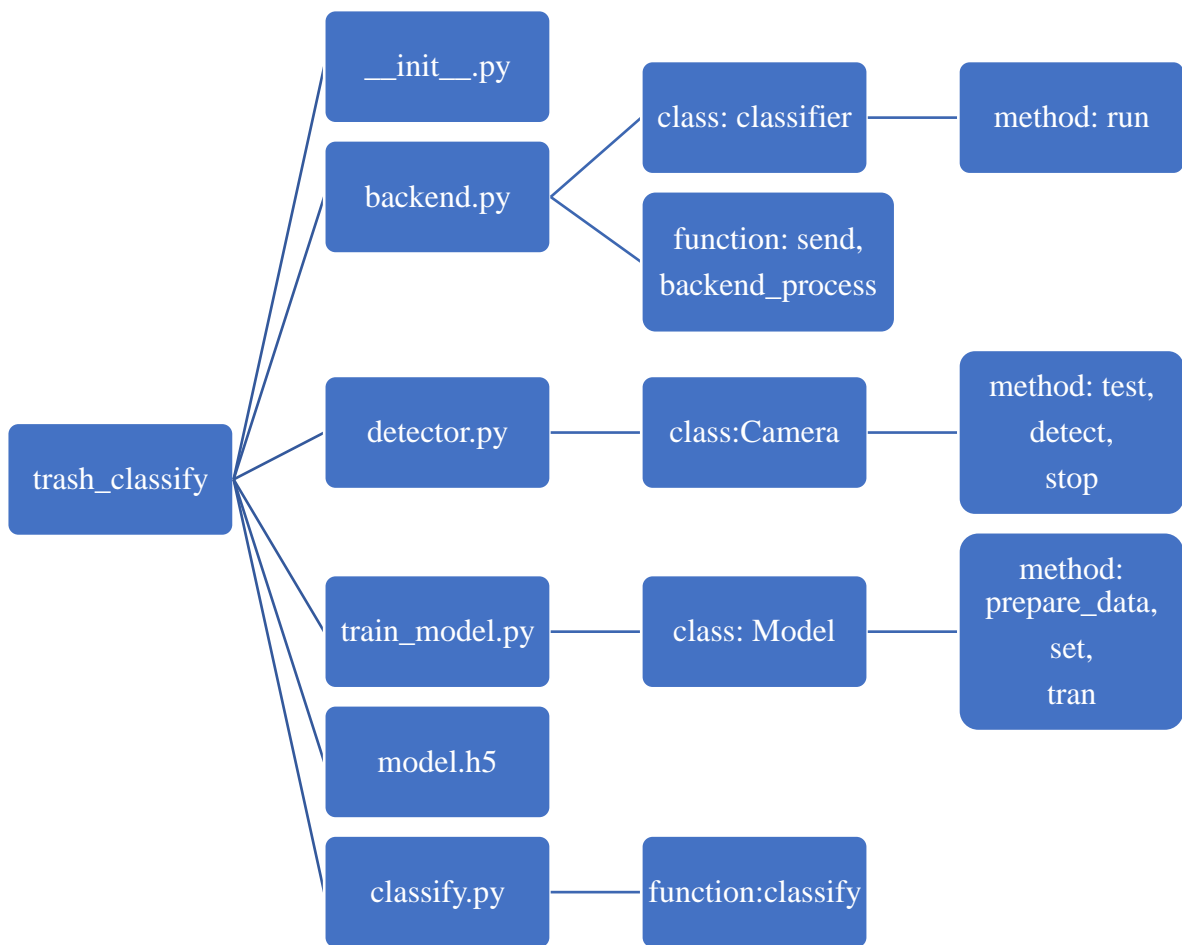 trash_classify
__init__.py
backend.py
class: classifier
method: run
function: send,
backend_process
detector.py
class:Camera
method: test,
detect,
stop
train_model.py
class: Model
method:
prepare_data,
set,
tran
model.h5
classify.py
function:classify